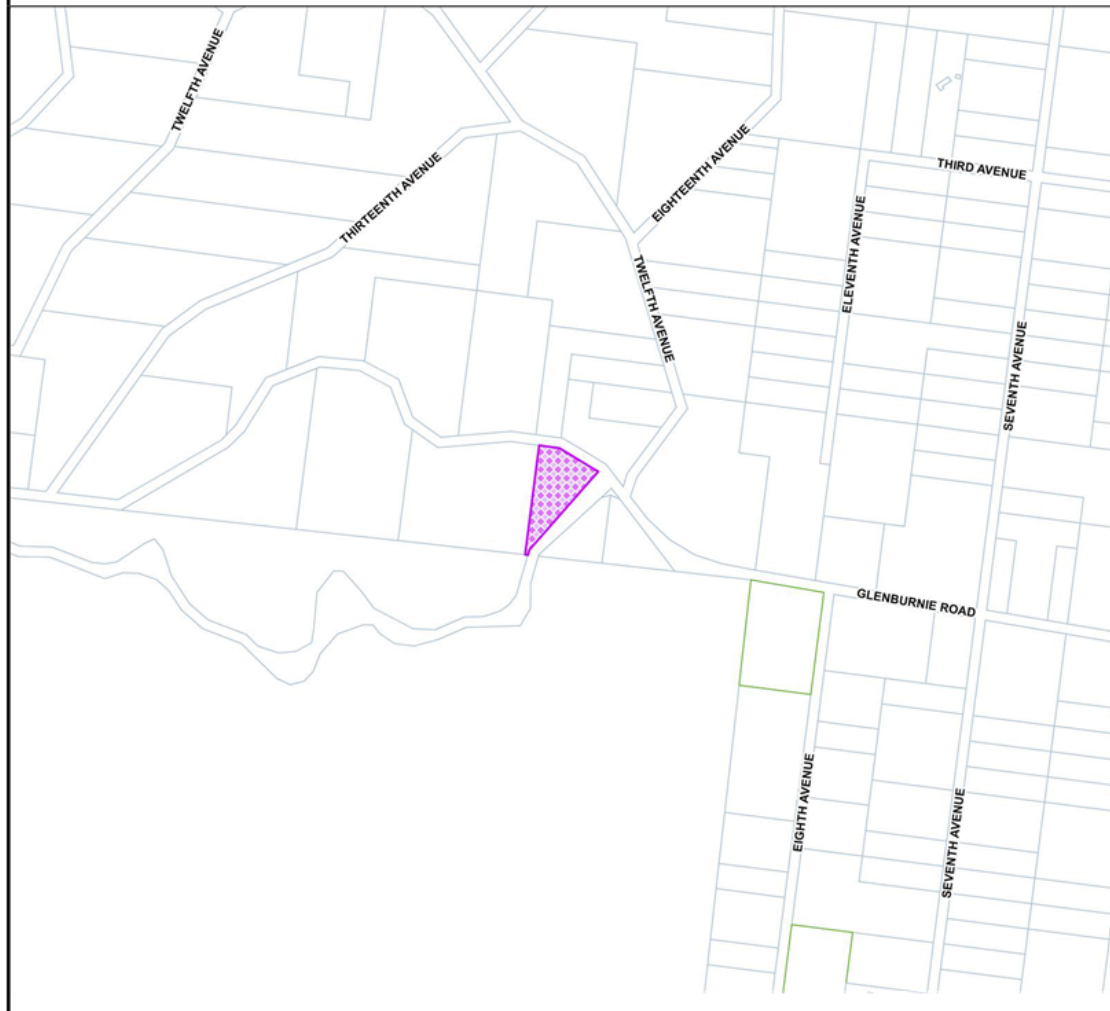 TWELFTH AVENUE
THIRTEENTH AVENUE
EIGHTEENTH AVENUE
THIRD AVENUE
ELEVENTH AVENUE
TWELFTH AVENUE
SEVENTH AVENUE
GLENBURNIE ROAD
EIGHTH AVENUE
SEVENTH AVENUE